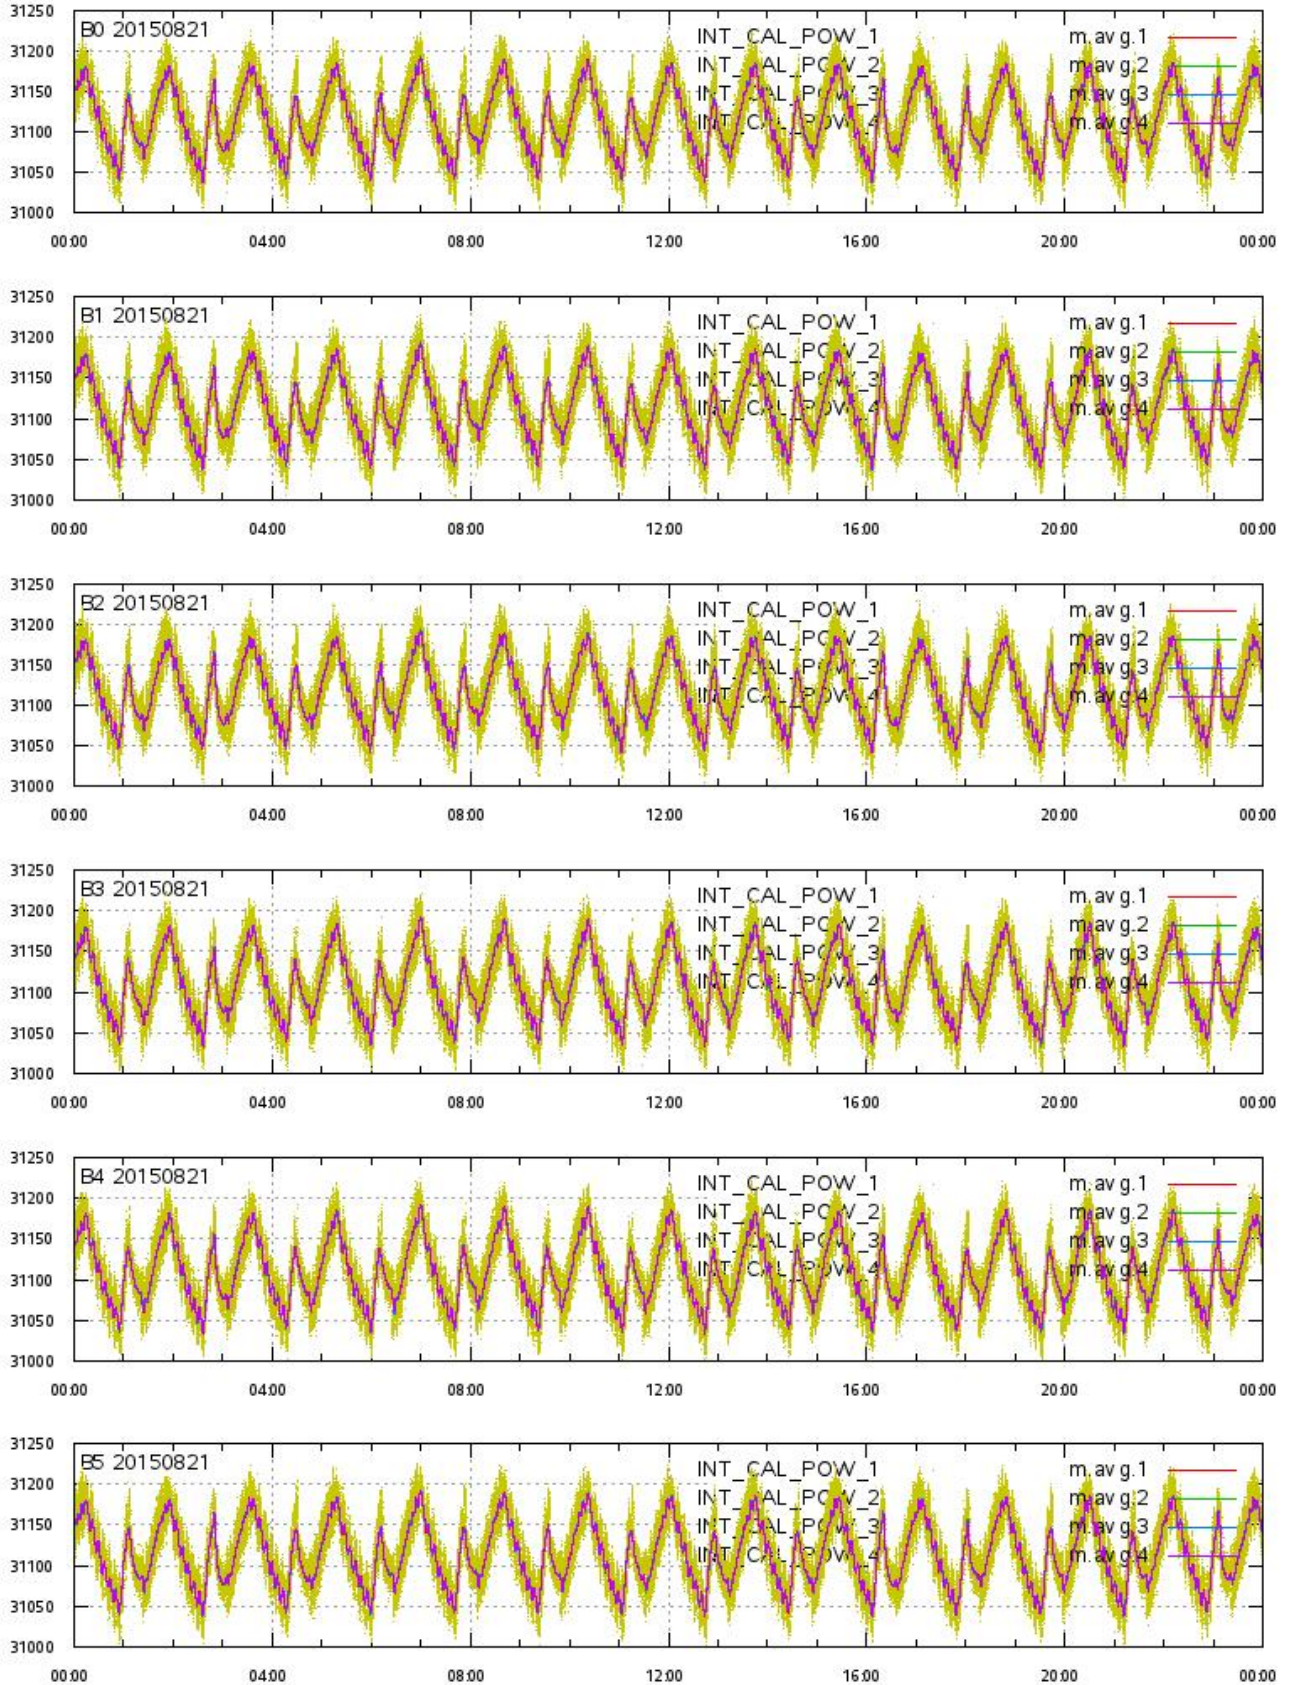 31250
B0 20150821 INT_CAL_POW_1 m.avg.1
31200
INT_CAL_POW_2 m.avg.2
31150
INT_CAL_POW_3 m.avg.3
31100
INT_CAL_POW_4 m.avg.4
31050
31000
00:00 04:00 08:00 12:00 16:00 20:00 00:00
31250
B1 20150821 INT_CAL_POW_1 m.avg.1
31200
INT_CAL_POW_2 m.avg.2
31150
INT_CAL_POW_3 m.avg.3
31100
INT_CAL_POW_4 m.avg.4
31050
31000
00:00 04:00 08:00 12:00 16:00 20:00 00:00
31250
B2 20150821 INT_CAL_POW_1 m.avg.1
31200
INT_CAL_POW_2 m.avg.2
31150
INT_CAL_POW_3 m.avg.3
31100
INT_CAL_POW_4 m.avg.4
31050
31000
00:00 04:00 08:00 12:00 16:00 20:00 00:00
31250
B3 20150821 INT_CAL_POW_1 m.avg.1
31200
INT_CAL_POW_2 m.avg.2
31150
INT_CAL_POW_3 m.avg.3
31100
INT_CAL_POW_4 m.avg.4
31050
31000
00:00 04:00 08:00 12:00 16:00 20:00 00:00
31250
B4 20150821 INT_CAL_POW_1 m.avg.1
31200
INT_CAL_POW_2 m.avg.2
31150
INT_CAL_POW_3 m.avg.3
31100
INT_CAL_POW_4 m.avg.4
31050
31000
00:00 04:00 08:00 12:00 16:00 20:00 00:00
31250
B5 20150821 INT_CAL_POW_1 m.avg.1
31200
INT_CAL_POW_2 m.avg.2
31150
INT_CAL_POW_3 m.avg.3
31100
INT_CAL_POW_4 m.avg.4
31050
31000
00:00 04:00 08:00 12:00 16:00 20:00 00:00